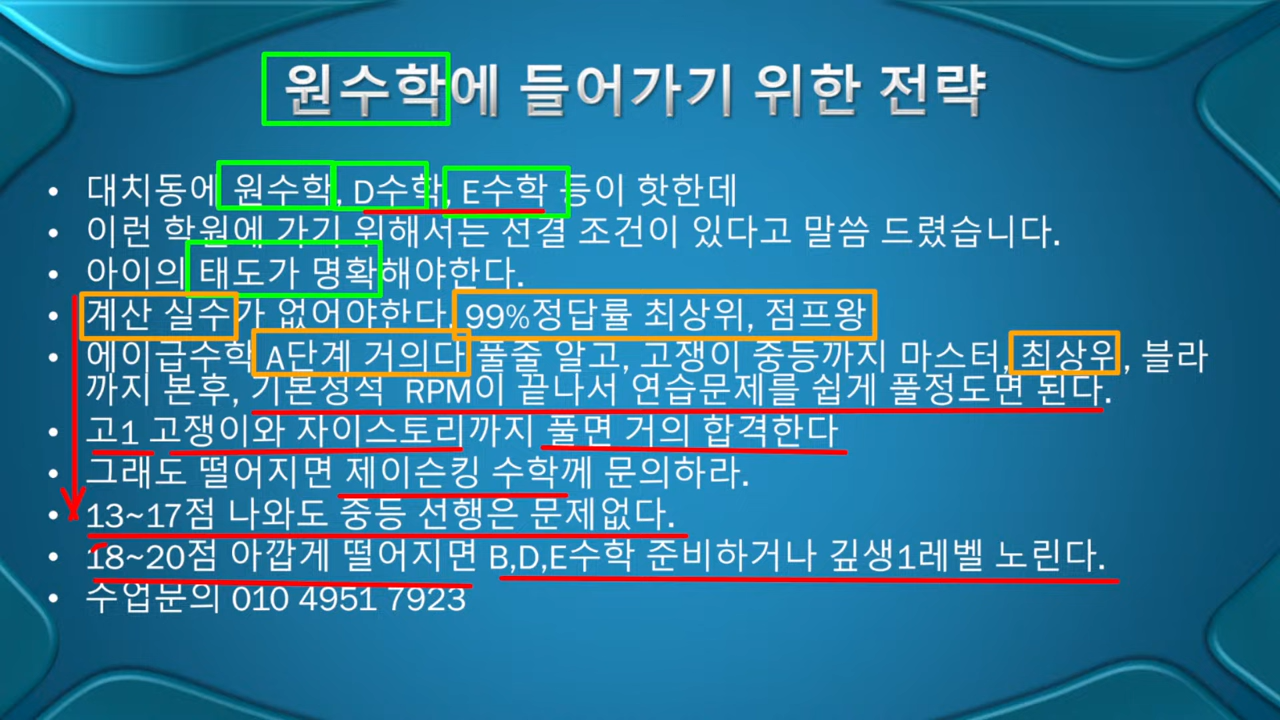 원수학에 들어가기 위한 전략
• 대치동에 원수학, D수학, E수학 등이 핫한데
• 이런 학원에 가기 위해서는 선결 조건이 있다고 말씀 드렸습니다.
• 아이의 태도가 명확해야한다.
• 계산 실수가 없어야한다, 99%정답률 최상위, 점프왕
• 에이급수학 A단계 거의다 풀줄 알고, 고쟁이 중등까지 마스터, 최상위, 블라
까지 본후, 기본정석 RPM이 끝나서 연습문제를 쉽게 풀정도면 된다.
• 고1 고쟁이와 자이스토리까지 풀면 거의 합격한다
• 그래도 떨어지면 제이슨킹 수학께 문의하라.
• 13~17점 나와도 중등 선행은 문제없다.
• 18~20점 아깝게 떨어지면 B,D,E수학 준비하거나 깊생1레벨 노린다.
• 수업문의 010 4951 7923